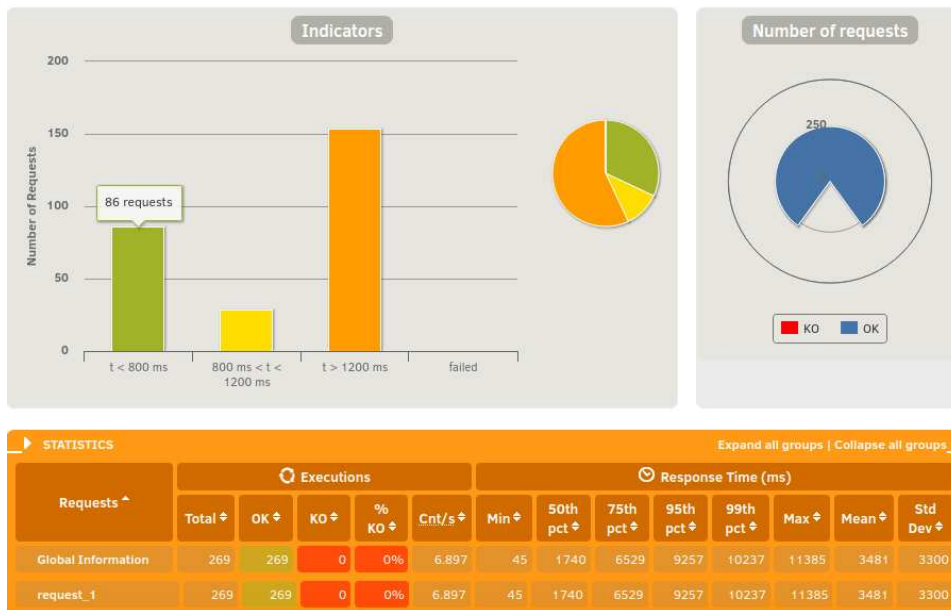 Indicators
200
150
100
50
0
Number of Requests
86 requests
t < 800 ms
800 ms < t <
1200 ms
t > 1200 ms
failed
Number of requests
250
KO
OK
STATISTICS
Expand all groups | Collapse all groups
Requests
Executions
Response Time (ms)
Total OK KO % KO Cnt/s Min 50th pct 75th pct 95th pct 99th pct Max Mean Std Dev
Global Information 269 269 0 0% 6.897 45 1740 6529 9257 10237 11385 3481 3300
request_1 269 269 0 0% 6.897 45 1740 6529 9257 10237 11385 3481 3300